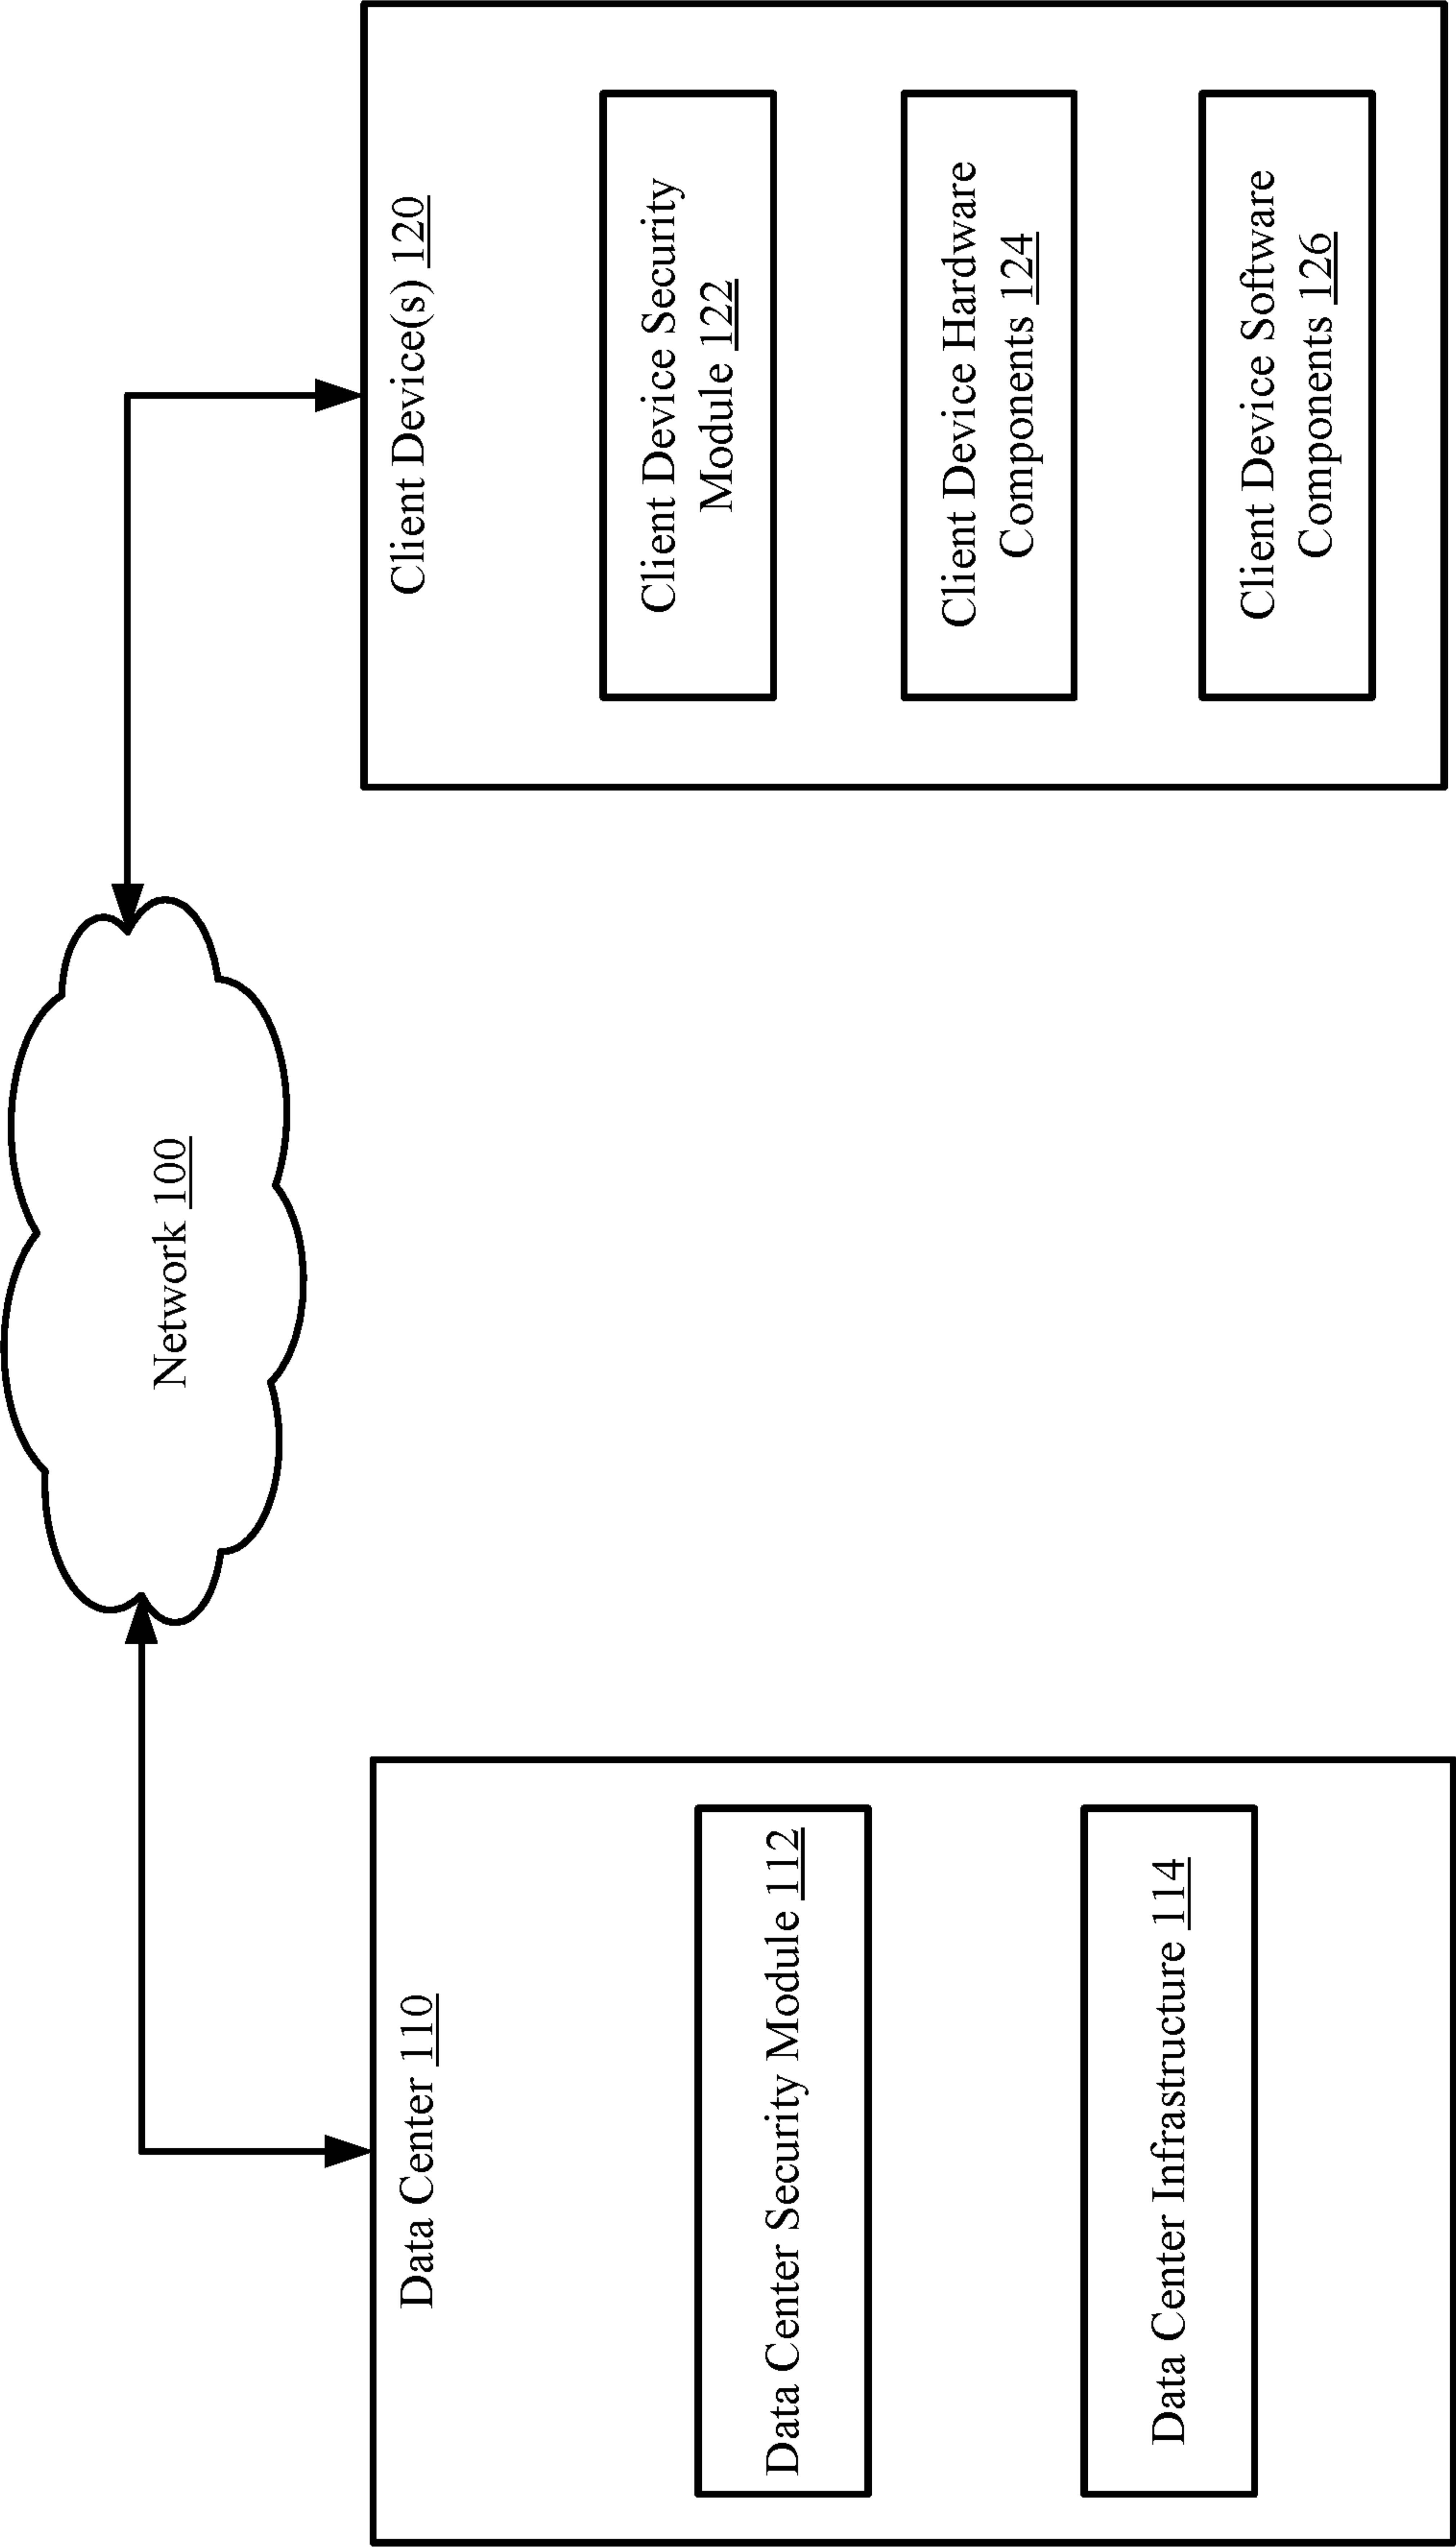 Network 100
Data Center 110
Data Center Security Module 112
Data Center Infrastructure 114
Client Device(s) 120
Client Device Security
Module 122
Client Device Hardware
Components 124
Client Device Software
Components 126